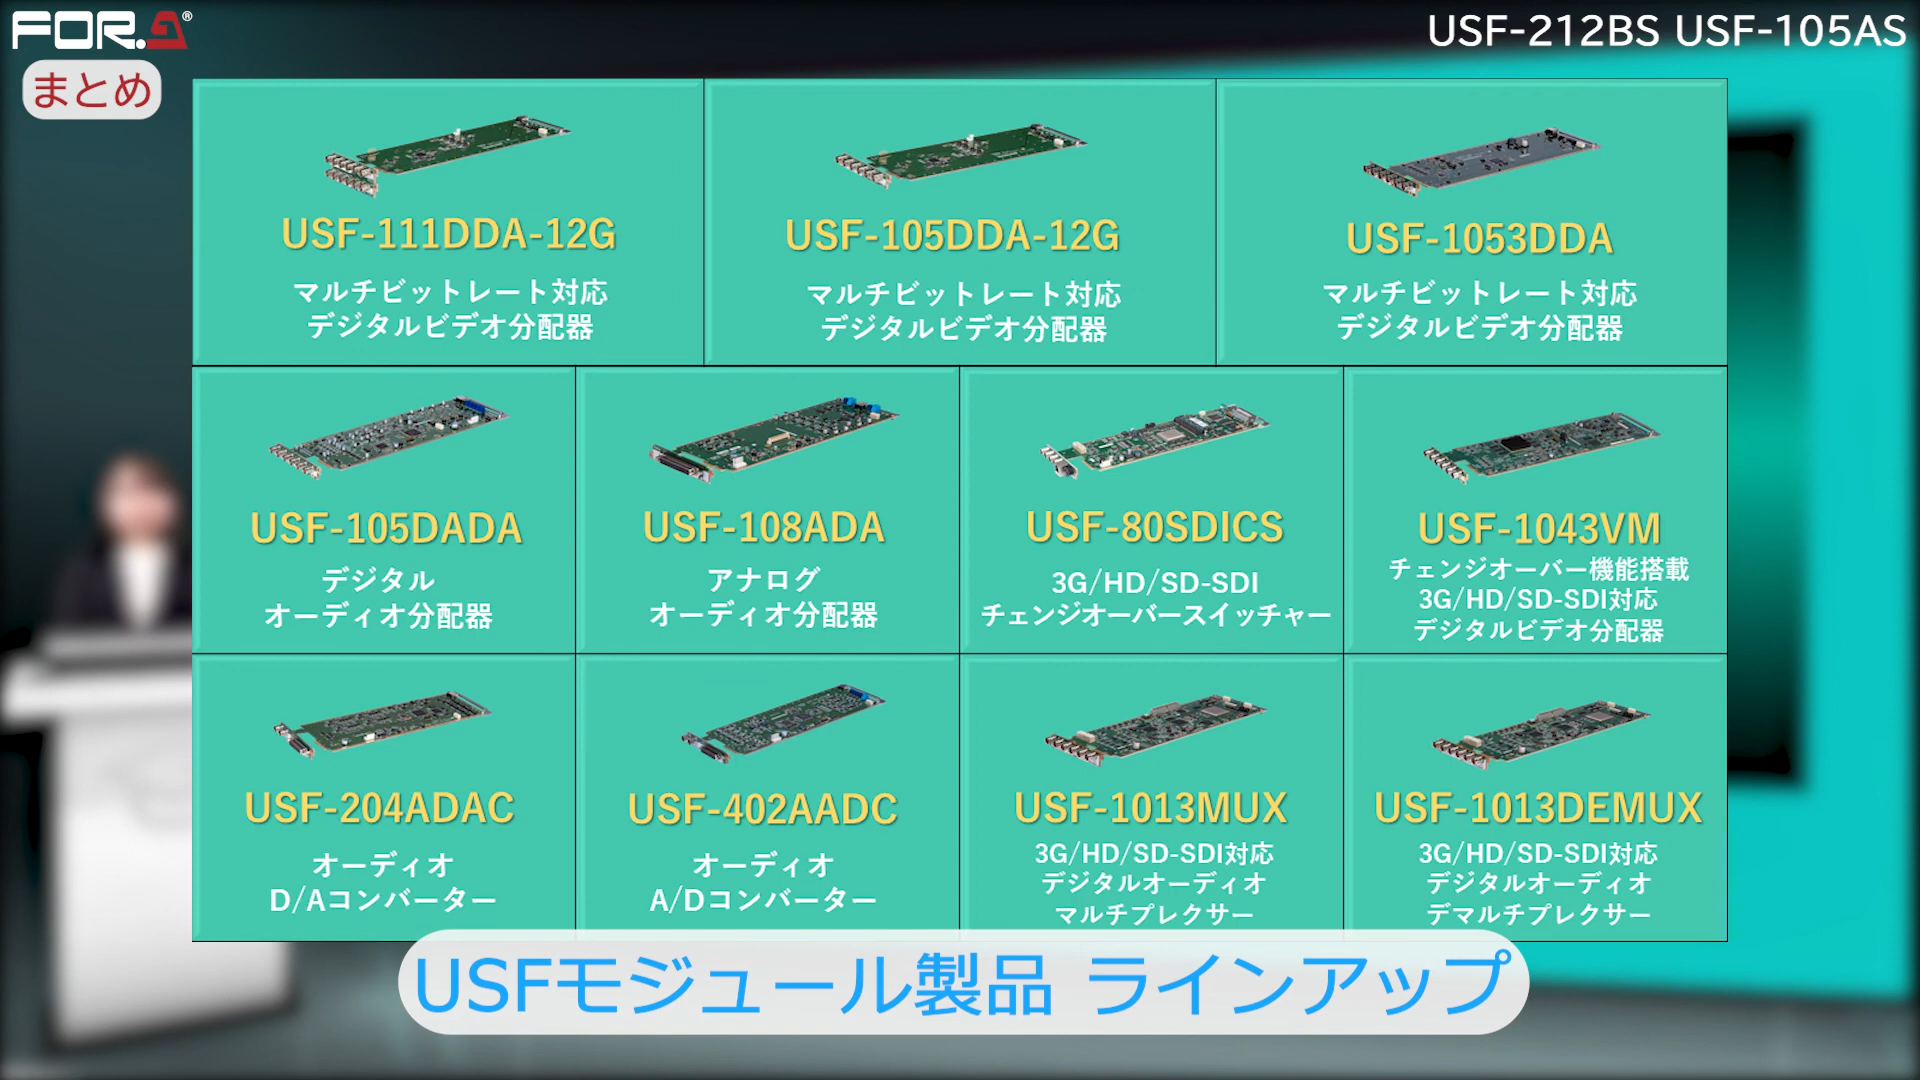 FOR.A®
USF-212BS USF-105AS
まとめ
USF-111DDA-12G
マルチビットレート対応
デジタルビデオ分配器
USF-105DDA-12G
マルチビットレート対応
デジタルビデオ分配器
USF-1053DDA
マルチビットレート対応
デジタルビデオ分配器
USF-105DADA
デジタル
オーディオ分配器
USF-108ADA
アナログ
オーディオ分配器
USF-80SDICS
3G/HD/SD-SDI
チェンジオーバースイッチャー
USF-1043VM
チェンジオーバー機能搭載
3G/HD/SD-SDI対応
デジタルビデオ分配器
USF-204ADAC
オーディオ
D/Aコンバーター
USF-402AADC
オーディオ
A/Dコンバーター
USF-1013MUX
3G/HD/SD-SDI対応
デジタルオーディオ
マルチプレクサー
USF-1013DEMUX
3G/HD/SD-SDI対応
デジタルオーディオ
デマルチプレクサー
USFモジュール製品 ラインアップ